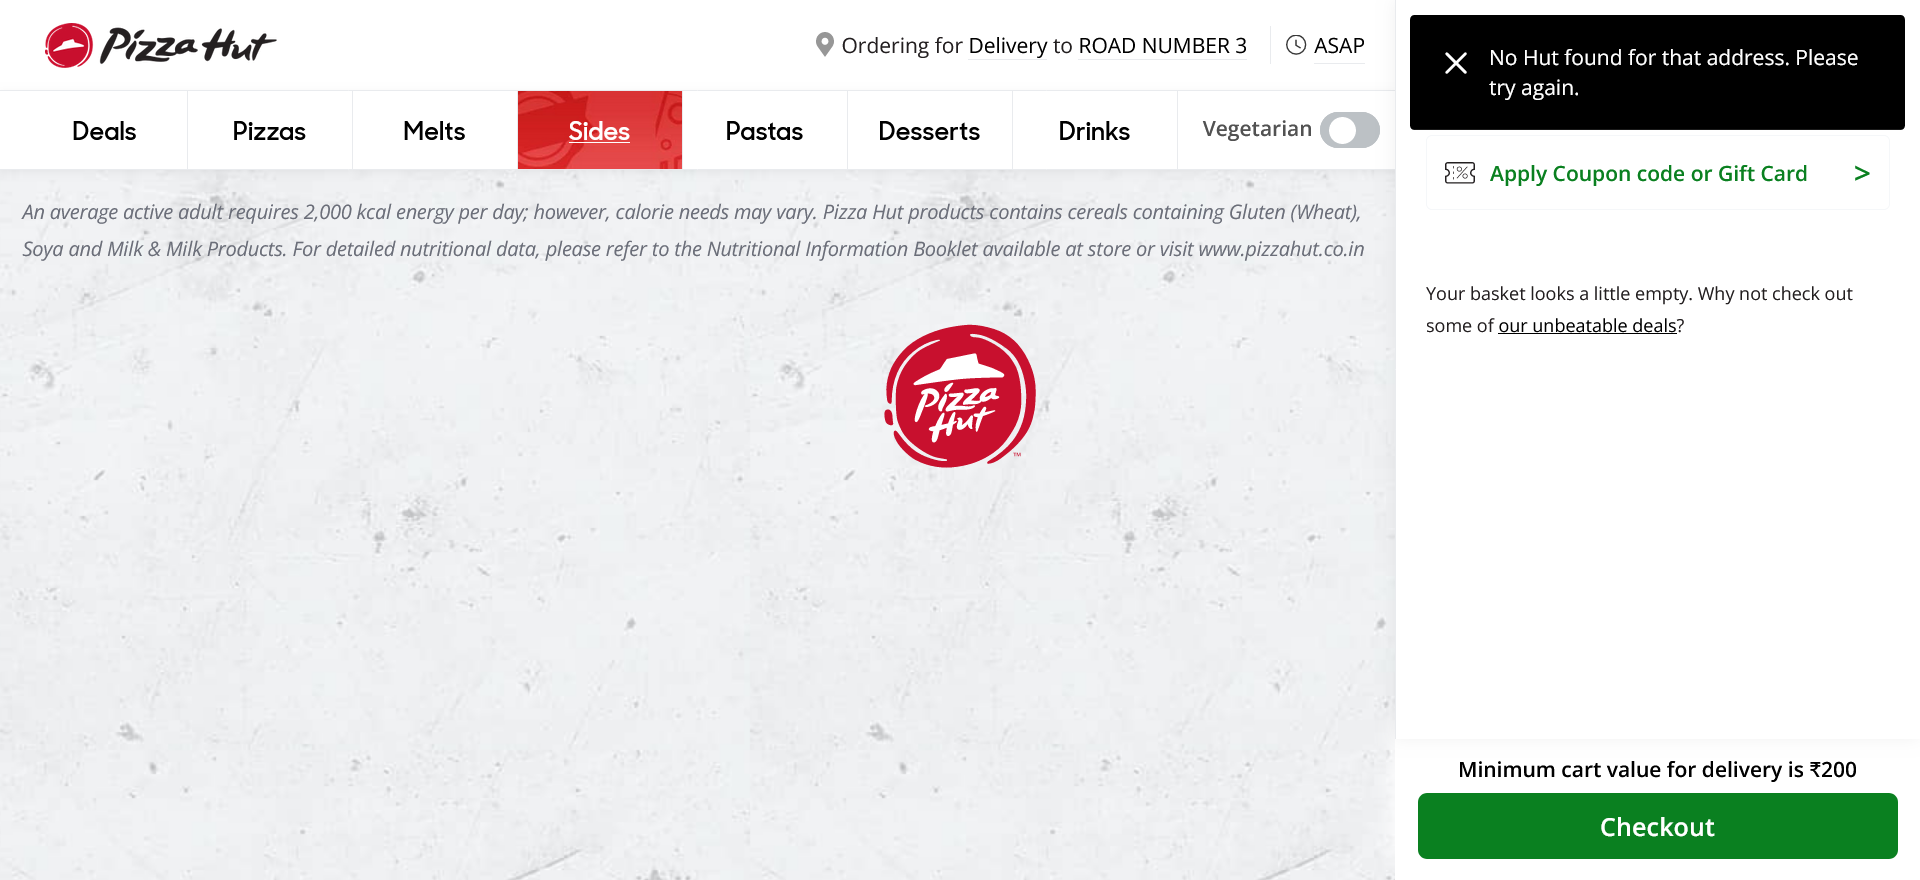 Pizza Hut
Ordering for Delivery to ROAD NUMBER 3
ASAP
No Hut found for that address. Please
try again.
Deals
Pizzas
Melts
Sides
Pastas
Desserts
Drinks
Vegetarian
Apply Coupon code or Gift Card >
An average active adult requires 2,000 kcal energy per day; however, calorie needs may vary. Pizza Hut products contains cereals containing Gluten (Wheat),
Soya and Milk & Milk Products. For detailed nutritional data, please refer to the Nutritional Information Booklet available at store or visit www.pizzahut.co.in
Pizza
Hut
TM
Your basket looks a little empty. Why not check out
some of our unbeatable deals?
Minimum cart value for delivery is ₹200
Checkout